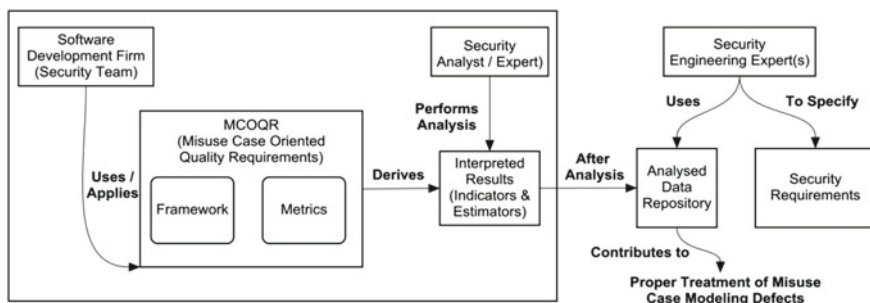 Software
Development Firm
(Security Team)
Security
Analyst / Expert)
Security
Engineering Expert(s)
Uses
To Specify
Performs
Analysis
MCOQR
(Misuse Case Oriented
Quality Requirements)
Uses /
Applies
Framework
Metrics
Derives
Interpreted
Results
(Indicators &
Estimators)
After
Analysis
Analysed
Data
Repository
Security
Requirements
Contributes to
Proper Treatment of Misuse
Case Modeling Defects